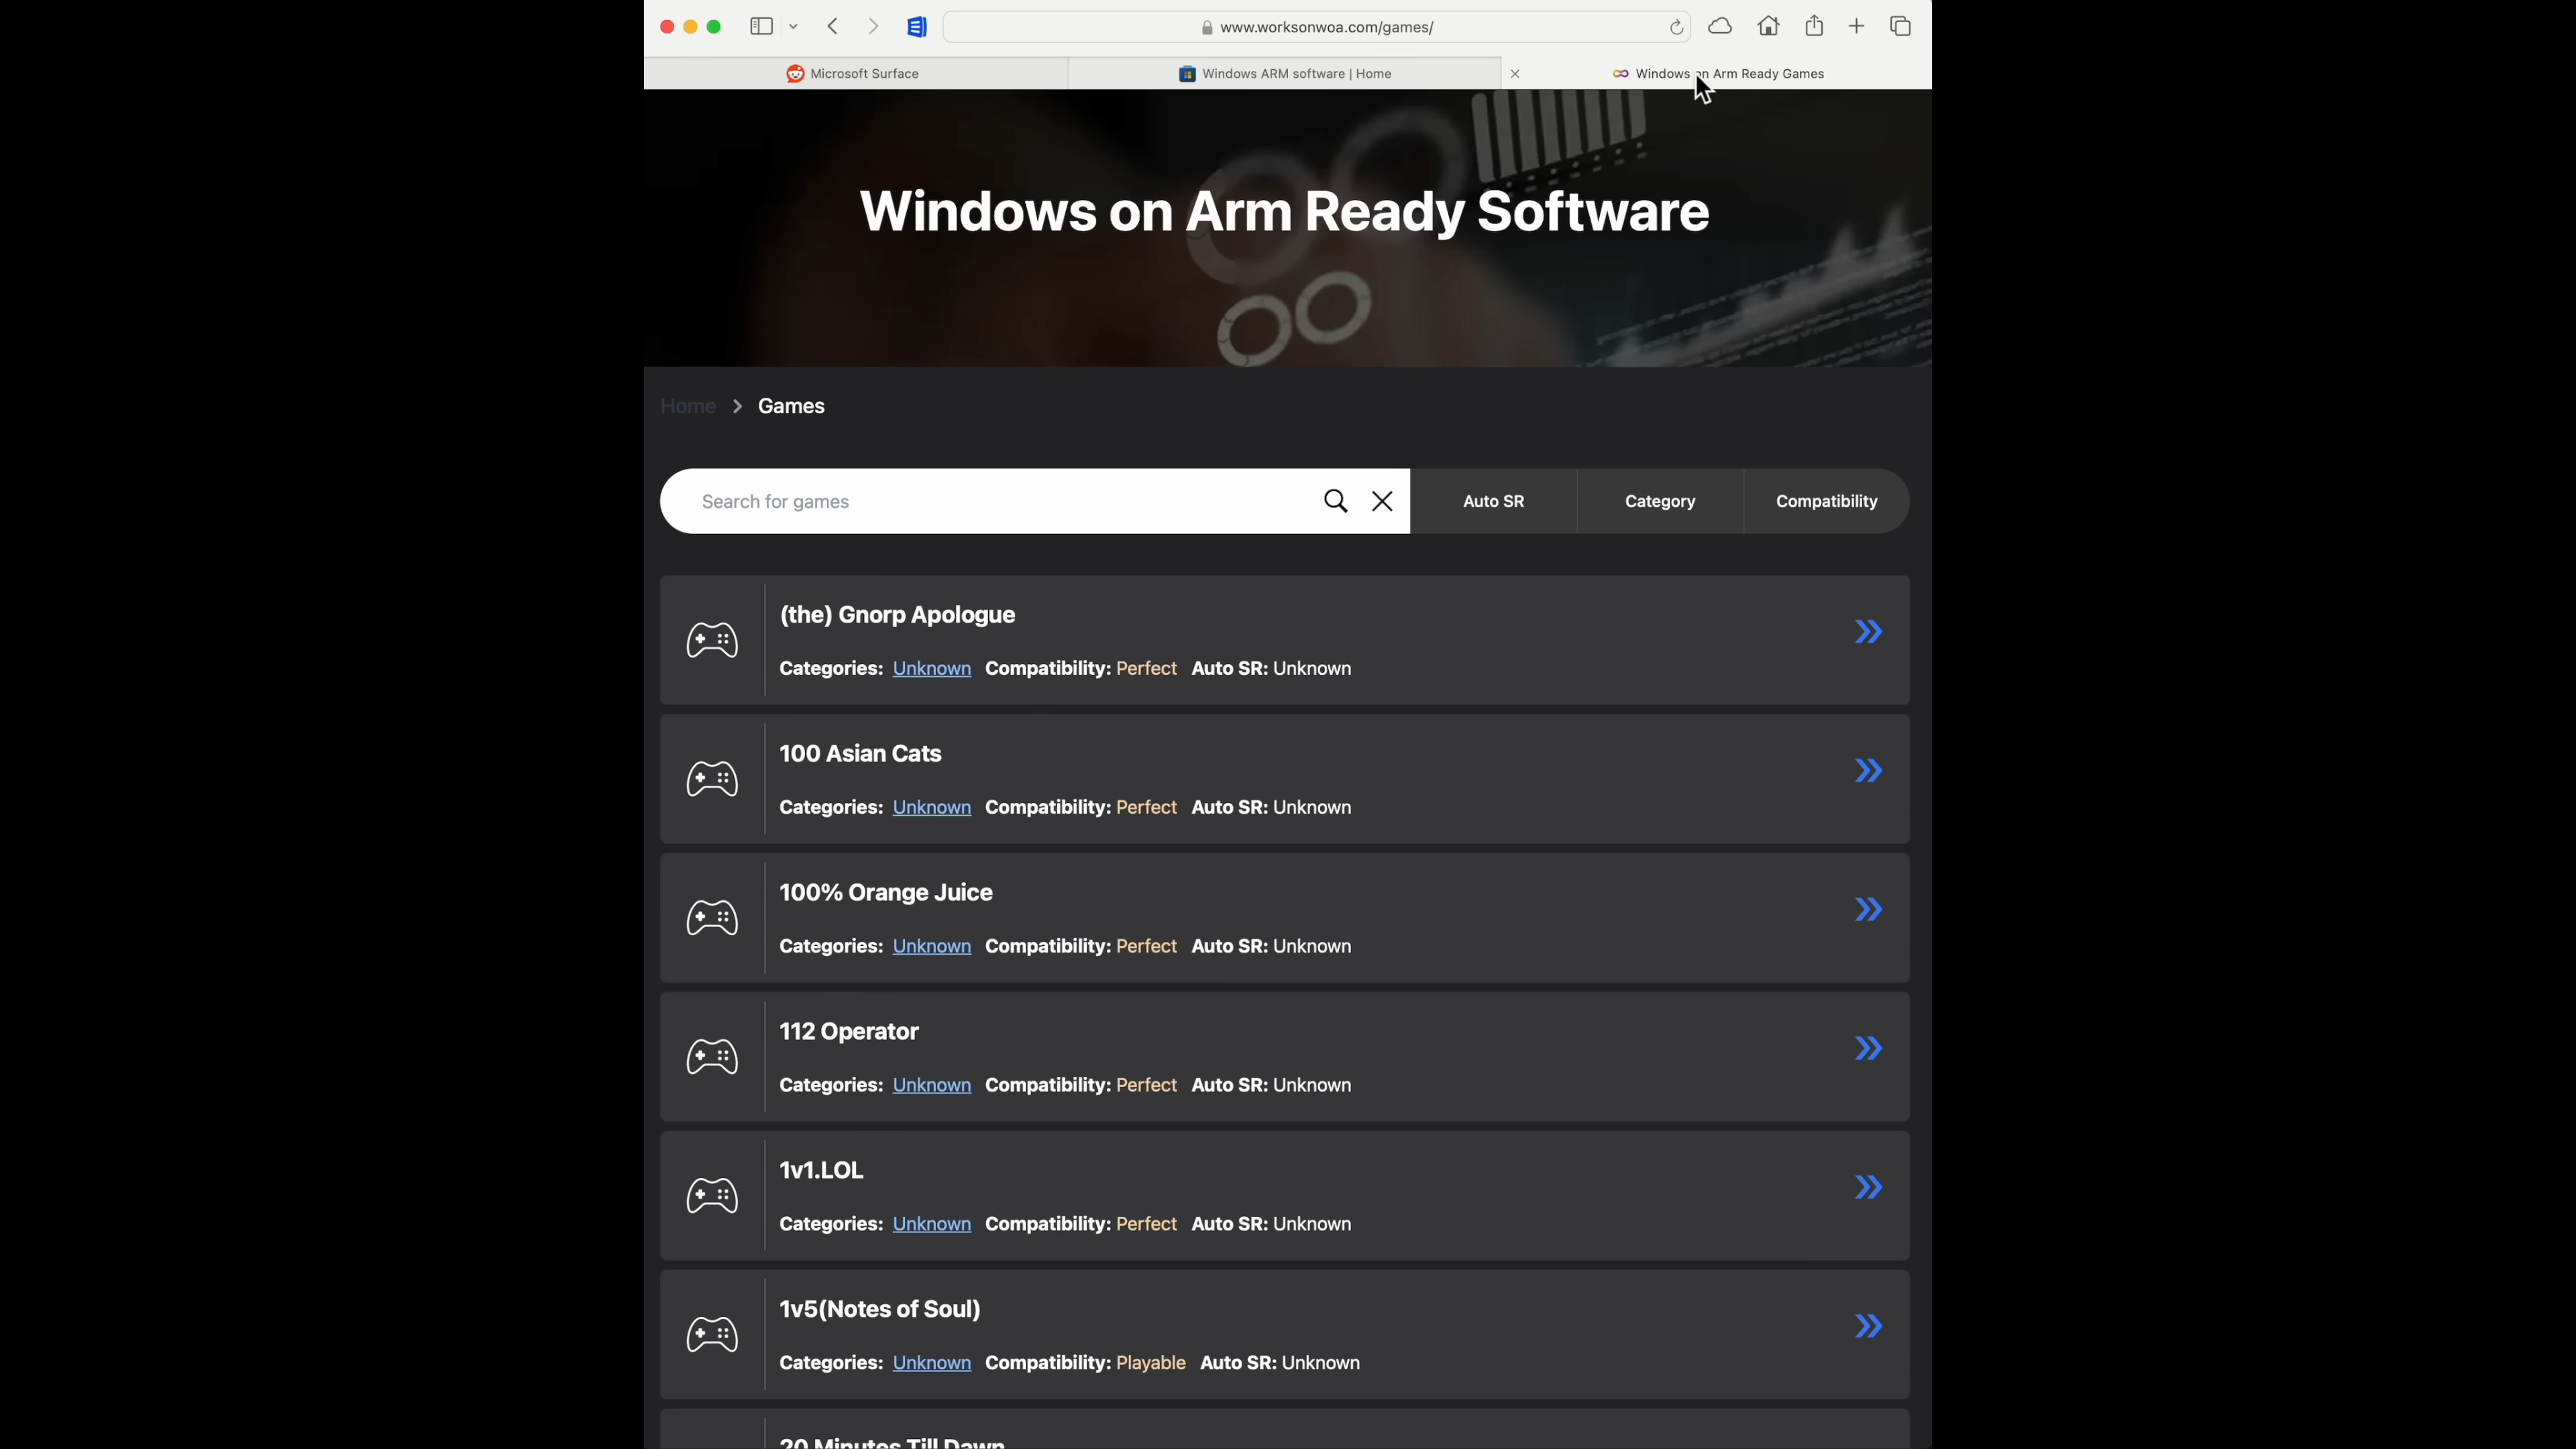 www.worksonwoa.com/games/
Microsoft Surface
Windows ARM software | Home
Windows on Arm Ready Games
Windows on Arm Ready Software
Home
Games
Search for games
Auto SR
Category
Compatibility
(the) Gnorp Apologue
Categories: Unknown Compatibility: Perfect Auto SR: Unknown
100 Asian Cats
Categories: Unknown Compatibility: Perfect Auto SR: Unknown
100% Orange Juice
Categories: Unknown Compatibility: Perfect Auto SR: Unknown
112 Operator
Categories: Unknown Compatibility: Perfect Auto SR: Unknown
1v1.LOL
Categories: Unknown Compatibility: Perfect Auto SR: Unknown
1v5(Notes of Soul)
Categories: Unknown Compatibility: Playable Auto SR: Unknown
20 Minutes Till Dawn